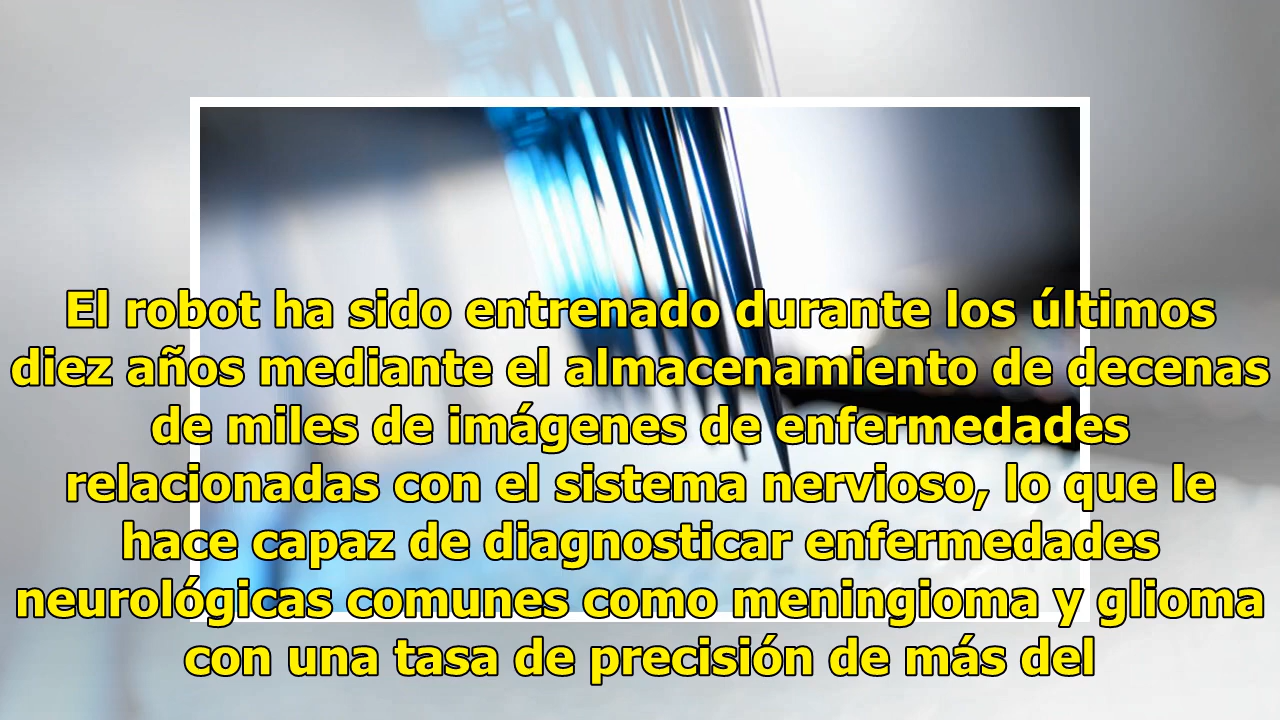 El robot ha sido entrenado durante los últimos
diez años mediante el almacenamiento de decenas
de miles de imágenes de enfermedades
relacionadas con el sistema nervioso, lo que le
hace capaz de diagnosticar enfermedades
neurológicas comunes como meningioma y glioma
con una tasa de precisión de más del